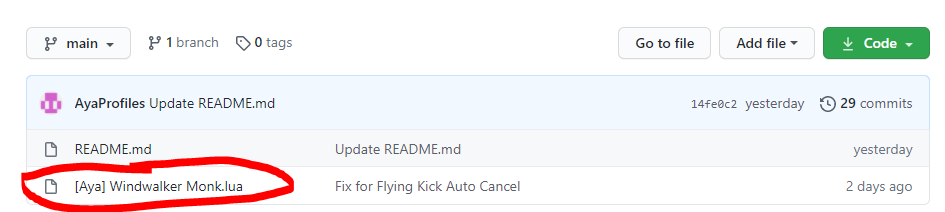 main 1 branch 0 tags Go to file Add file Code
AyaProfiles Update README.md 14fe0c2 yesterday 29 commits
README.md Update README.md yesterday
[Aya] Windwalker Monk.lua Fix for Flying Kick Auto Cancel 2 days ago